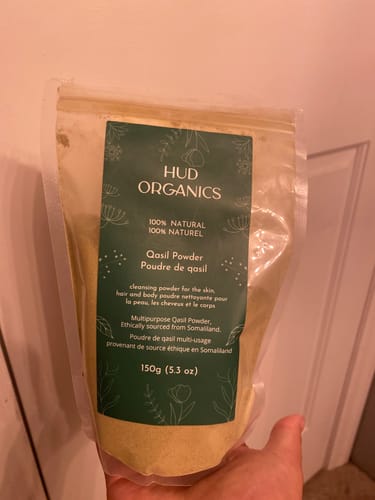 HUD
ORGANICS
100% NATURAL
100% NATUREL
Qasil Powder
Poudre de qasil
cleansing powder for the skin,
hair and body poudre nettoyante pour
la peau, les cheveux et le corps
Multipurpose Qasil Powder,
Ethically sourced from Somaliland.
Poudre de qasil multi-usage
provenant de source éthique en Somaliland
150g (5.3 oz)